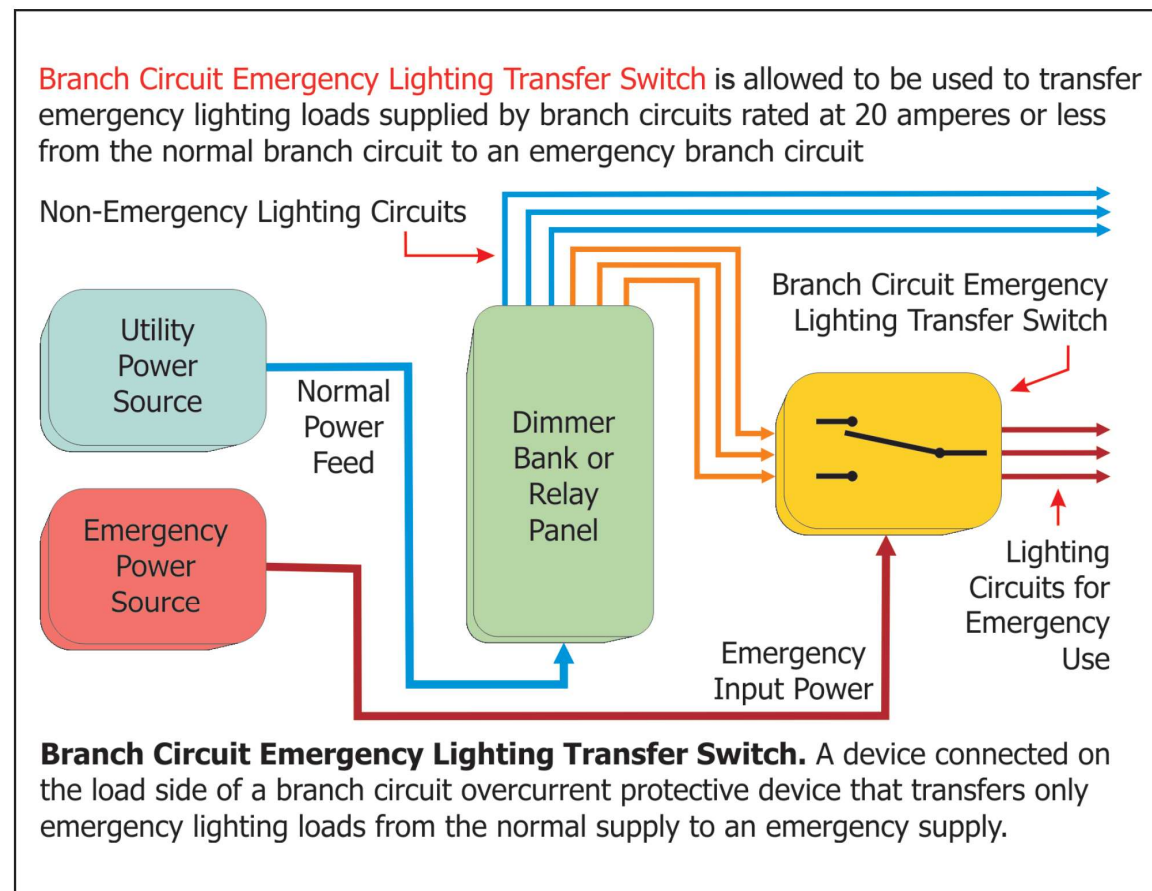 Branch Circuit Emergency Lighting Transfer Switch is allowed to be used to transfer
emergency lighting loads supplied by branch circuits rated at 20 amperes or less
from the normal branch circuit to an emergency branch circuit
Non-Emergency Lighting Circuits
Branch Circuit Emergency
Lighting Transfer Switch
Utility
Power
Source
Normal
Power
Feed
Dimmer
Bank or
Relay
Panel
Emergency
Power
Source
Lighting
Circuits for
Emergency
Use
Emergency
Input Power
Branch Circuit Emergency Lighting Transfer Switch. A device connected on
the load side of a branch circuit overcurrent protective device that transfers only
emergency lighting loads from the normal supply to an emergency supply.